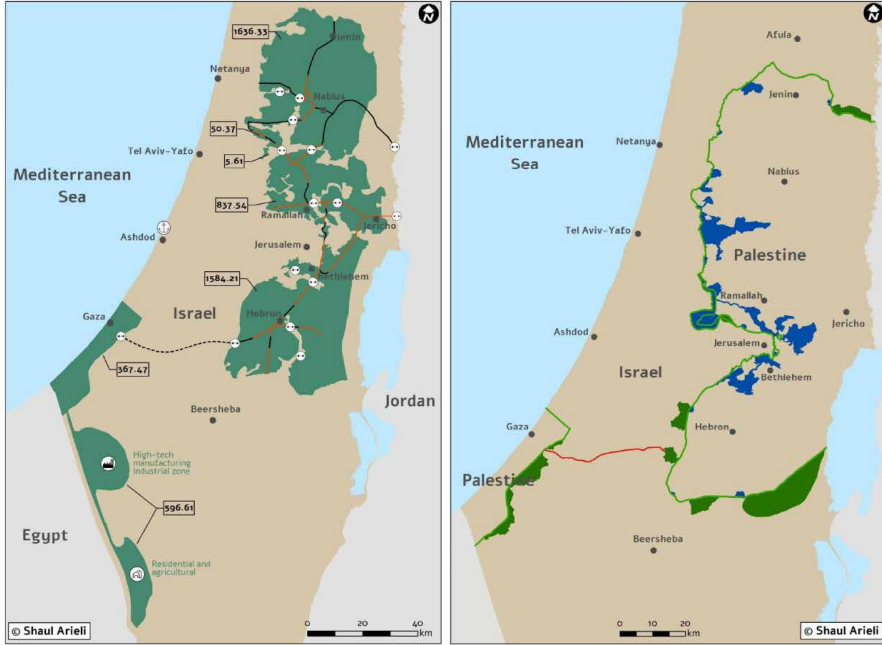 N
1636.33
Jenin
Netanya
Nablus
50.37
5.61
Tel Aviv-Yafo
Mediterranean
Sea
837.54
Ramallah
Jericho
Ashdod
Jerusalem
1584.21
Bethlehem
Israel
Gaza
Hebron
367.47
Jordan
Beersheba
High-tech
manufacturing
industrial zone
596.61
Egypt
Residential and
agricultural
© Shaul Arieli
0 20 40
km
N
Afula
Jenin
Mediterranean
Sea
Netanya
Nablus
Tel Aviv-Yafo
Palestine
Ramallah
Jericho
Ashdod
Jerusalem
Israel
Bethlehem
Gaza
Hebron
Palestine
Beersheba
0 10 20
km
© Shaul Arieli